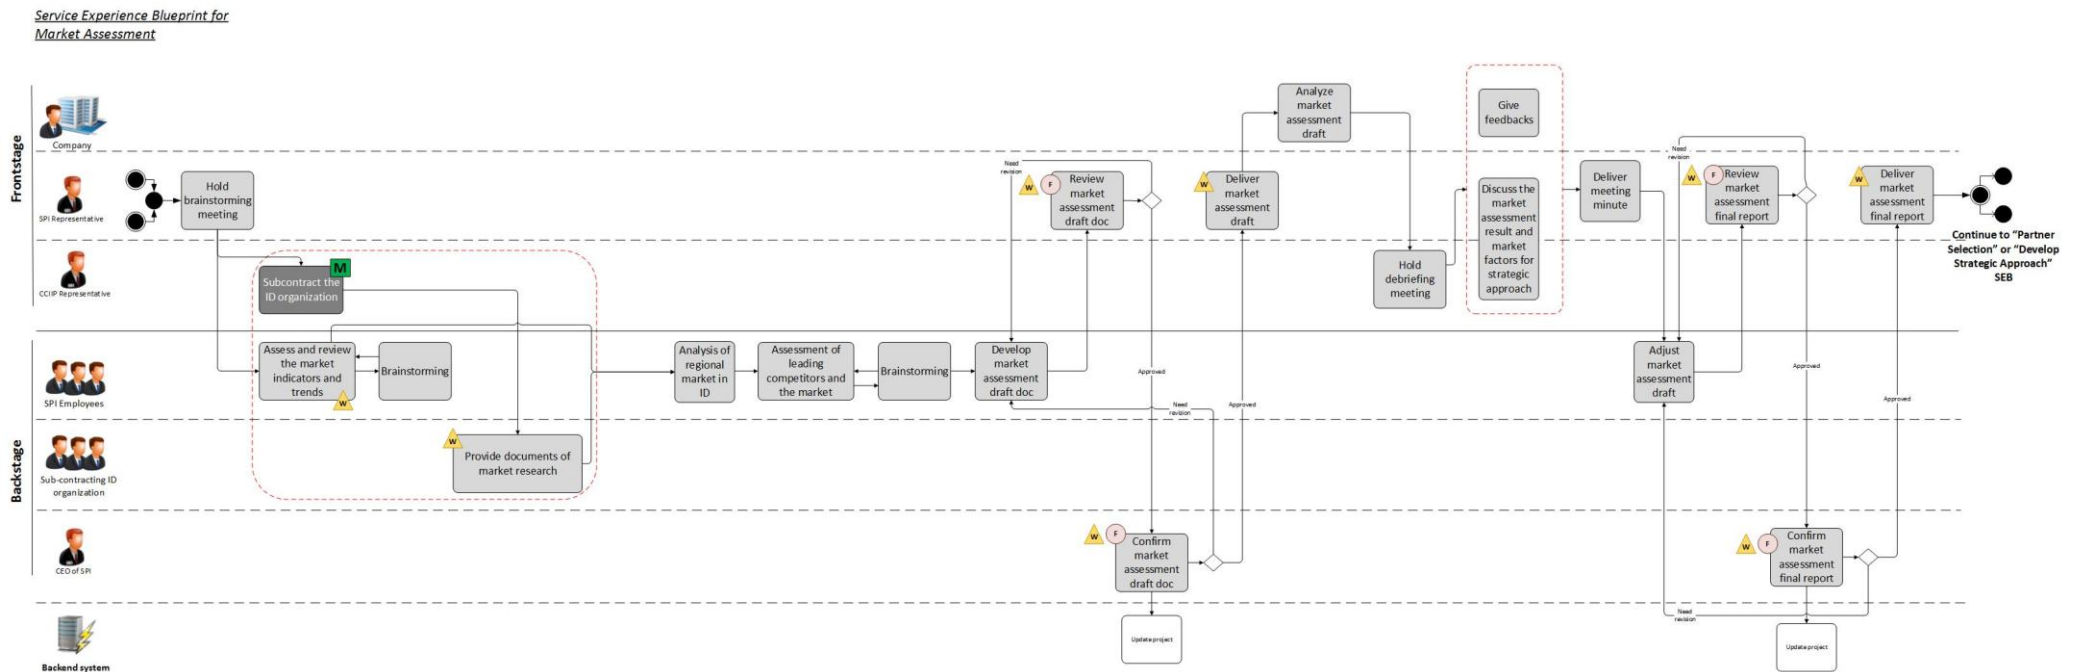 Service Experience Blueprint for
Market Assessment
Frontstage
Backstage
Company
SPI Representative
CCIIP Representative
SPI Employees
Sub-contracting ID
organization
CEO of SPI
Backend system
Hold
brainstorming
meeting
M
Subcontract the
ID organization
Assess and review
the market
indicators and
trends
W
Brainstorming
W
Provide documents of
market research
Analysis of
regional market in
ID
Assessment of
leading
competitors and
the market
Brainstorming
Develop
market
assessment
draft doc
Need
revision
W
F
Review
market
assessment
draft doc
Approved
Need
revision
W
F
Confirm
market
assessment
draft doc
Update project
Approved
W
Deliver
market
assessment
draft
Analyze
market
assessment
draft
Hold
debriefing
meeting
Give
feedbacks
Discuss the
market
assessment
result and
market
factors for
strategic
approach
Deliver
meeting
minute
Adjust
market
assessment
draft
Need
revision
W
F
Review
market
assessment
final report
Approved
W
F
Confirm
market
assessment
final report
Need
revision
Update project
Approved
W
Deliver
market
assessment
final report
Continue to “Partner
Selection” or “Develop
Strategic Approach”
SEB